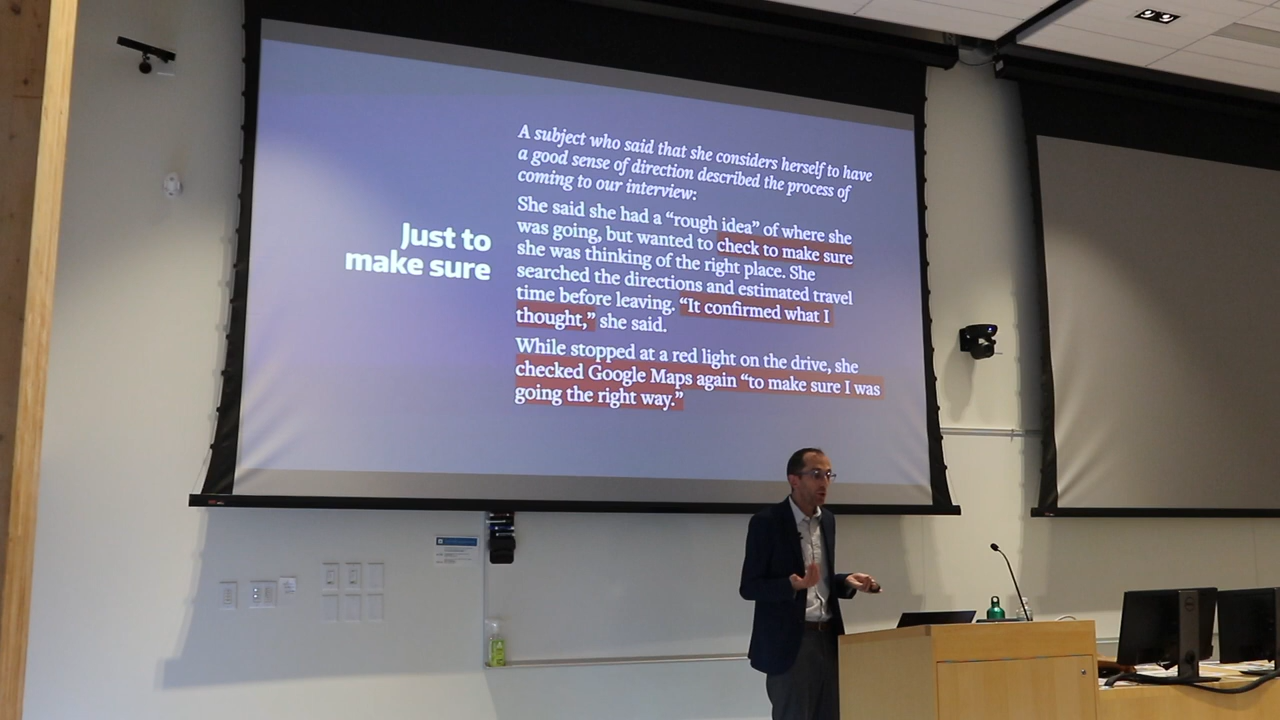 Just to
make sure
A subject who said that she considers herself to have
a good sense of direction described the process of
coming to our interview:
She said she had a “rough idea” of where she
was going, but wanted to check to make sure
she was thinking of the right place. She
searched the directions and estimated travel
time before leaving. “It confirmed what I
thought,” she said.
While stopped at a red light on the drive, she
checked Google Maps again “to make sure I was
going the right way.”